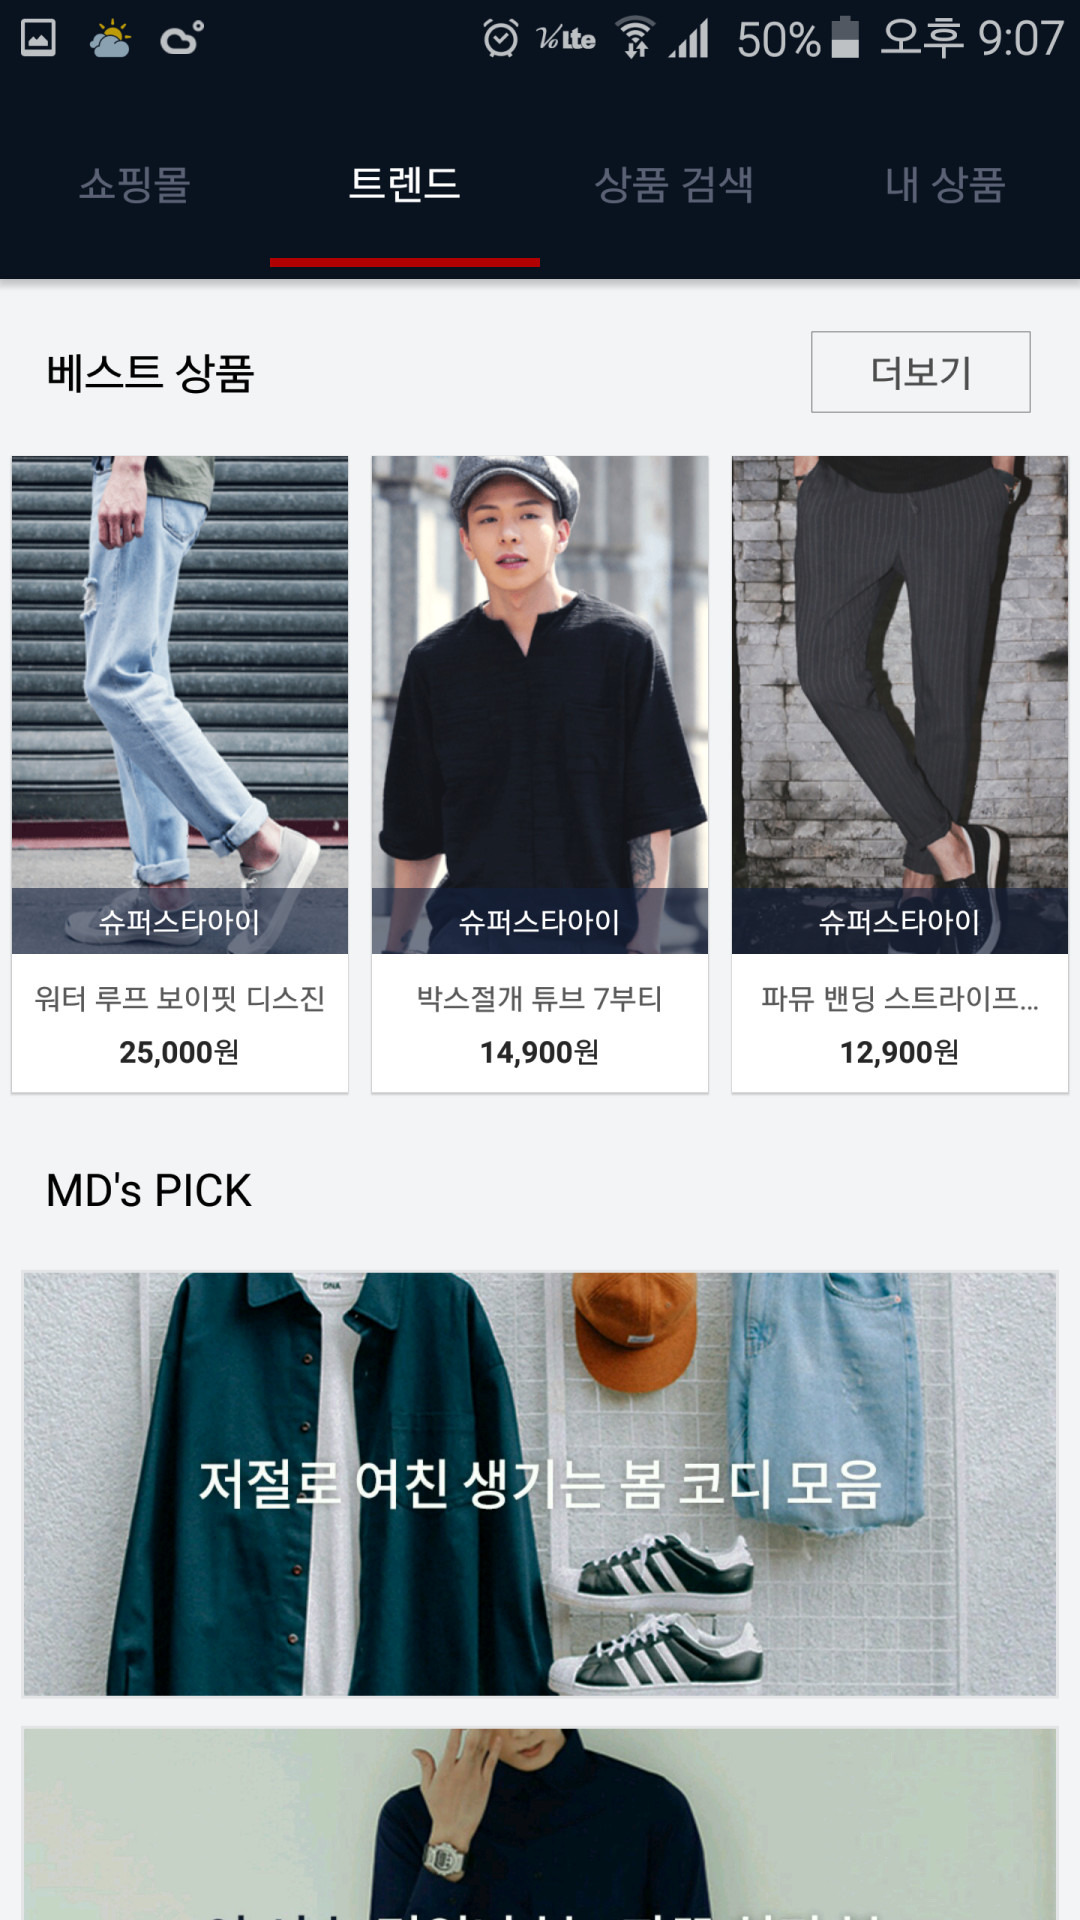 VoLte 50% 오후 9:07
쇼핑몰 트렌드 상품 검색 내 상품
베스트 상품 더보기
슈퍼스타아이 슈퍼스타아이 슈퍼스타아이
워터 루프 보이핏 디스진 박스절개 튜브 7부티 파뮤 밴딩 스트라이프...
25,000원 14,900원 12,900원
MD's PICK
DNA
저절로 여친 생기는 봄 코디 모음